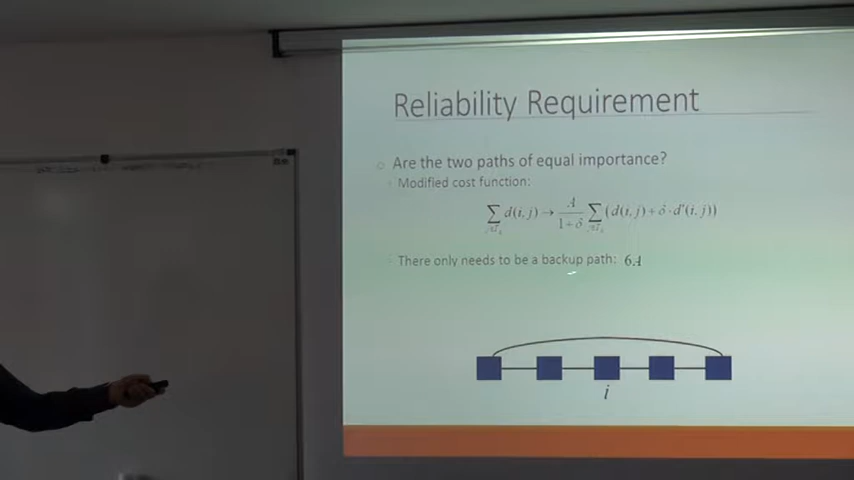 Reliability Requirement
Are the two paths of equal importance?
Modified cost function:
∑ d(i, j) → A/(1+δ) ∑ (d(i, j) + δ · d'(i, j))
There only needs to be a backup path: 6A
i